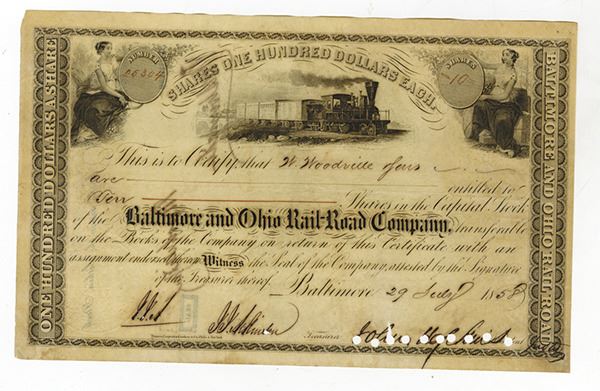 NUMBER
25304
SHARES ONE HUNDRED DOLLARS EACH
SHARES
10
ONE HUNDRED DOLLARS A SHARE
BALTIMORE AND OHIO RAIL-ROAD
This is to Certify that W Woodville
are entitled to
Ten Shares in the Capital Stock
of the Baltimore and Ohio Rail-Road Company, transferable
on the Books of the Company on return of this Certificate with an
assignment endorsed thereon Witness the Seal of the Company, attested by the Signature
of the Treasurer thereof. Baltimore 29 July 1858
Treasurer